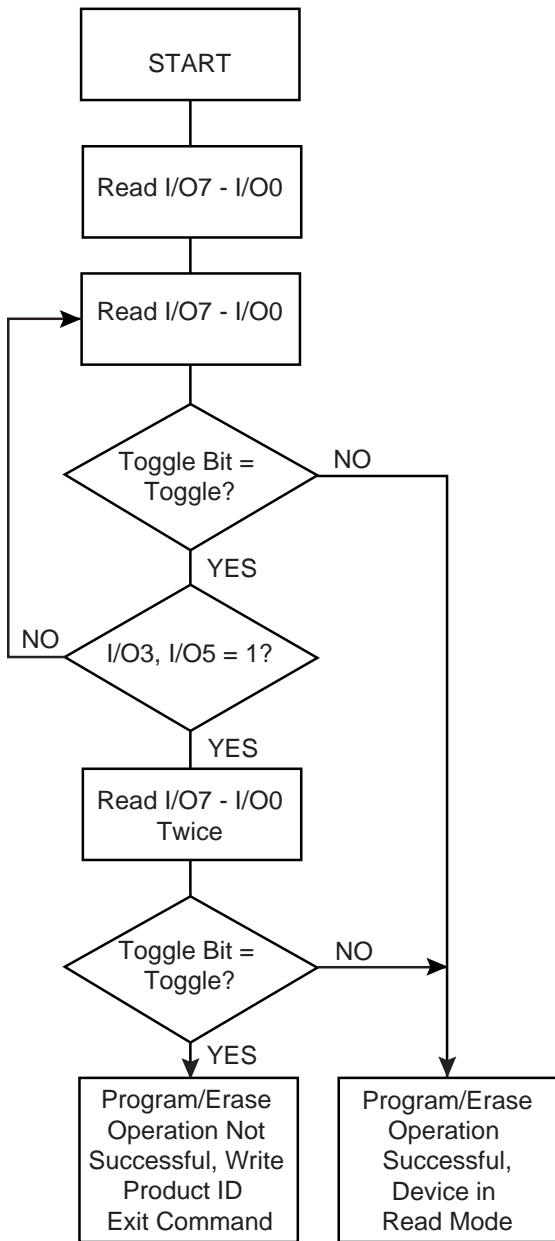 START
Read I/O7 - I/O0
Read I/O7 - I/O0
Toggle Bit =
Toggle?
NO
YES
NO
I/O3, I/O5 = 1?
YES
Read I/O7 - I/O0
Twice
Toggle Bit =
Toggle?
NO
YES
Program/Erase
Operation Not
Successful, Write
Product ID
Exit Command
Program/Erase
Operation
Successful,
Device in
Read Mode